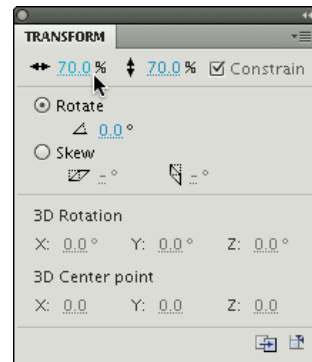 TRANSFORM
70.0 % 70.0 % Constrain
Rotate
0.0 °
Skew
- ° - °
3D Rotation
X: 0.0 ° Y: 0.0 ° Z: 0.0 °
3D Center point
X: 0.0 Y: 0.0 Z: 0.0